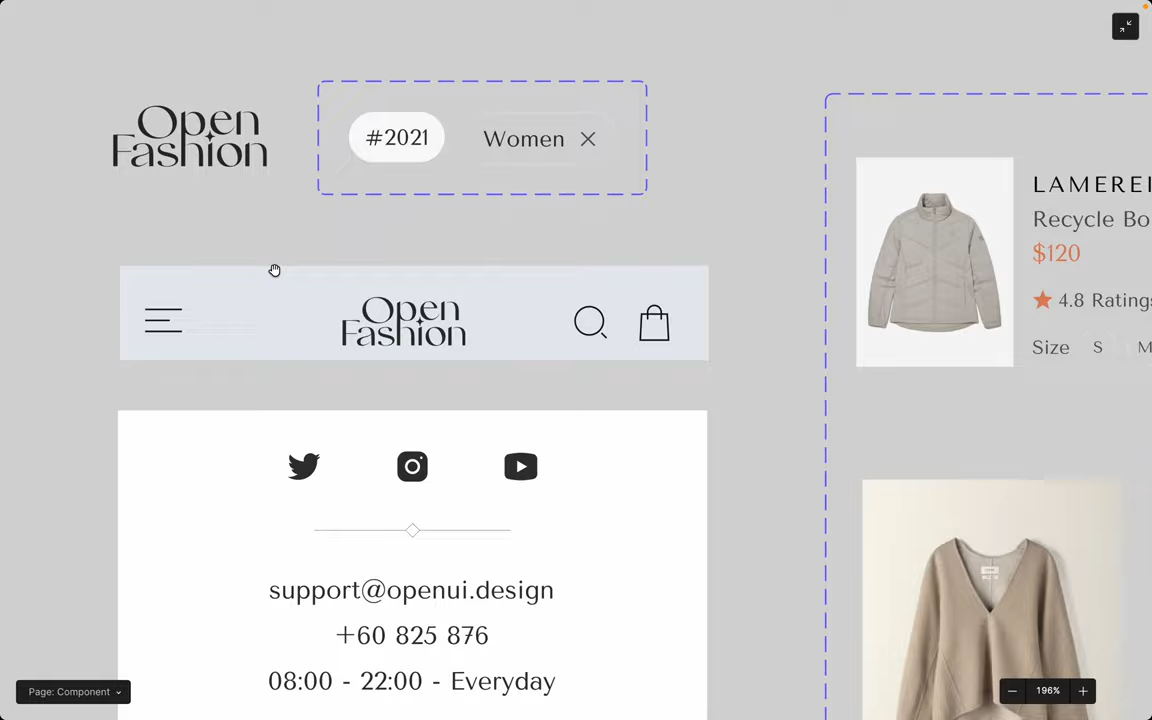 Open
Fashion
#2021
Women
Open
Fashion
support@openui.design
+60 825 876
08:00 - 22:00 - Everyday
LAMEREI
Recycle Bo
$120
4.8 Ratings
Size S M
Page: Component
196%